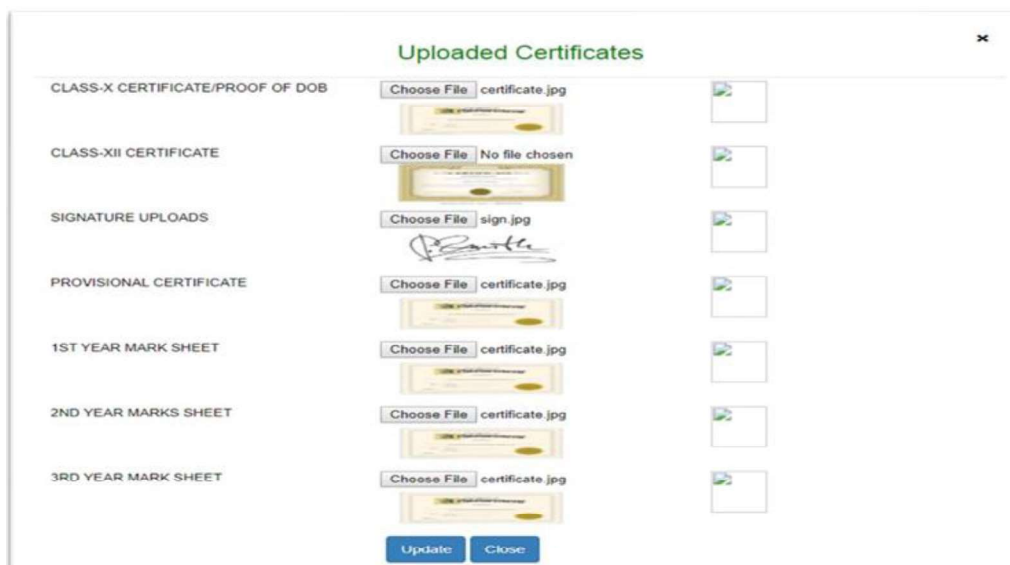 Uploaded Certificates
×
CLASS-X CERTIFICATE/PROOF OF DOB Choose File certificate.jpg
CLASS-XII CERTIFICATE Choose File No file chosen
SIGNATURE UPLOADS Choose File sign.jpg
PROVISIONAL CERTIFICATE Choose File certificate.jpg
1ST YEAR MARK SHEET Choose File certificate.jpg
2ND YEAR MARKS SHEET Choose File certificate.jpg
3RD YEAR MARK SHEET Choose File certificate.jpg
Update Close